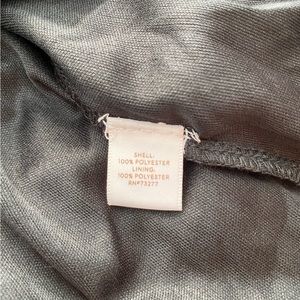 SHELL:
100% POLYESTER
LINING:
100% POLYESTER
RN#73277